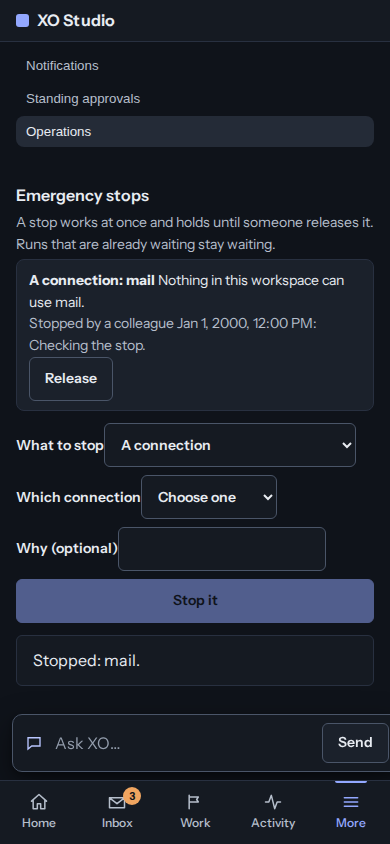 XO Studio
Notifications
Standing approvals
Operations
Emergency stops
A stop works at once and holds until someone releases it.
Runs that are already waiting stay waiting.
A connection: mail Nothing in this workspace can
use mail.
Stopped by a colleague Jan 1, 2000, 12:00 PM:
Checking the stop.
Release
What to stop A connection
Which connection Choose one
Why (optional)
Stop it
Stopped: mail.
Ask XO... Send
3
Home Inbox Work Activity More